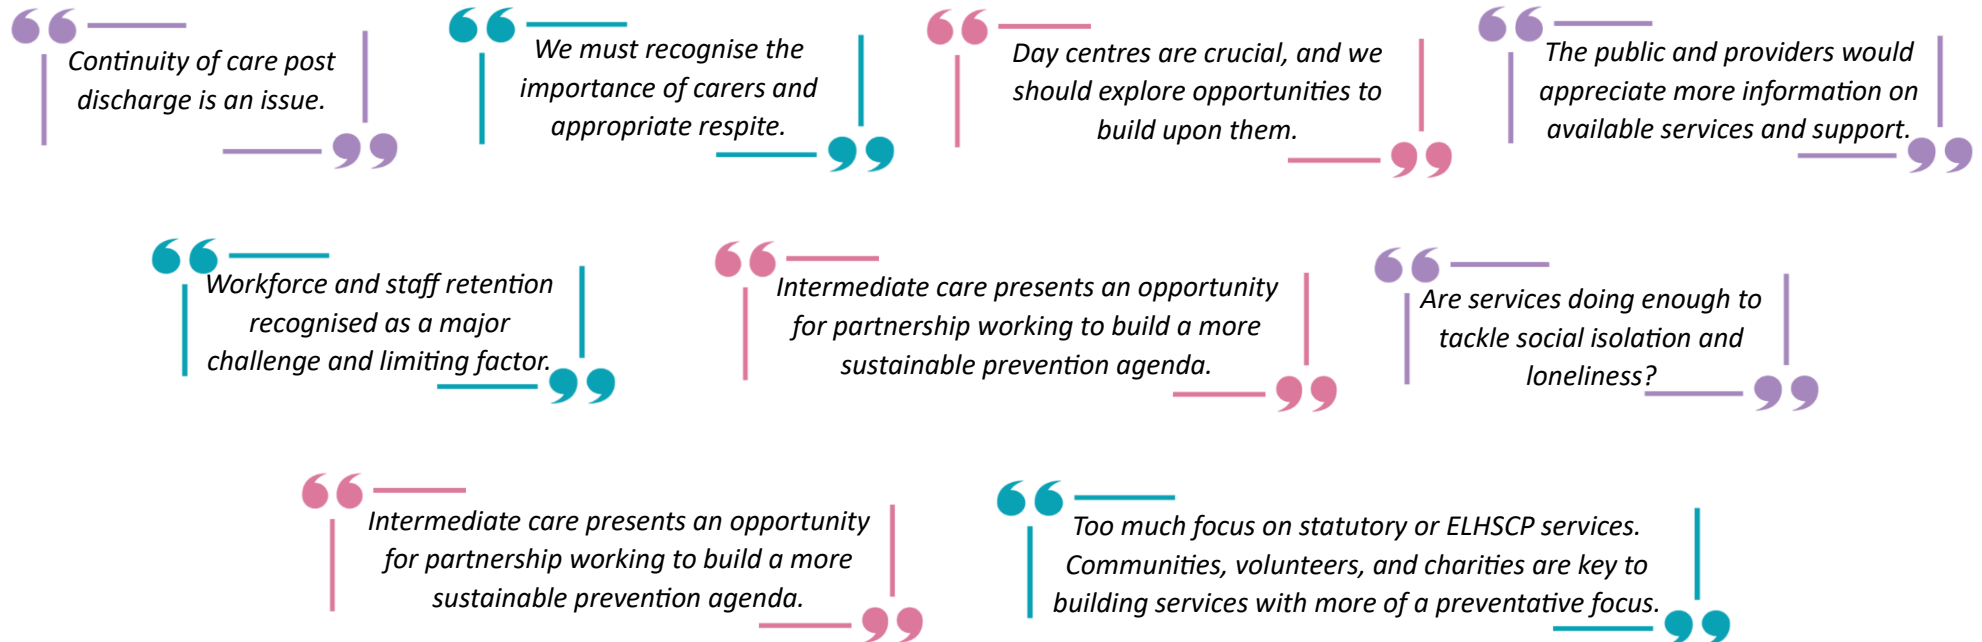 Continuity of care post
discharge is an issue.
We must recognise the
importance of carers and
appropriate respite.
Day centres are crucial, and we
should explore opportunities to
build upon them.
The public and providers would
appreciate more information on
available services and support.
Workforce and staff retention
recognised as a major
challenge and limiting factor.
Intermediate care presents an opportunity
for partnership working to build a more
sustainable prevention agenda.
Are services doing enough to
tackle social isolation and
loneliness?
Intermediate care presents an opportunity
for partnership working to build a more
sustainable prevention agenda.
Too much focus on statutory or ELHSCP services.
Communities, volunteers, and charities are key to
building services with more of a preventative focus.